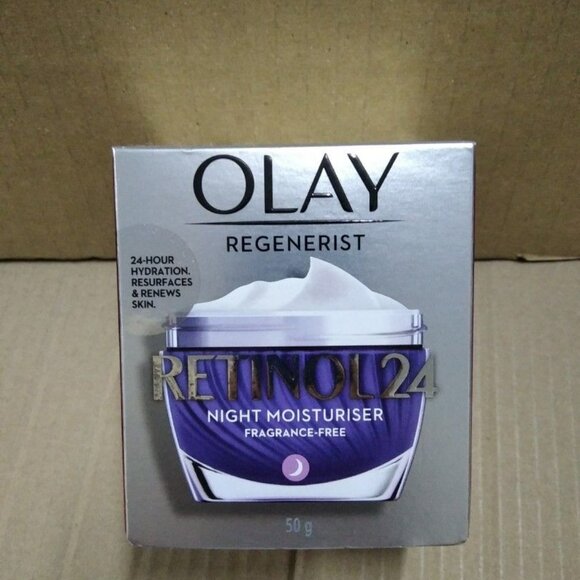 OLAY
REGENERIST
24-HOUR
HYDRATION.
RESURFACES
& RENEWS
SKIN.
RETINOL24
NIGHT MOISTURISER
FRAGRANCE-FREE
50 g